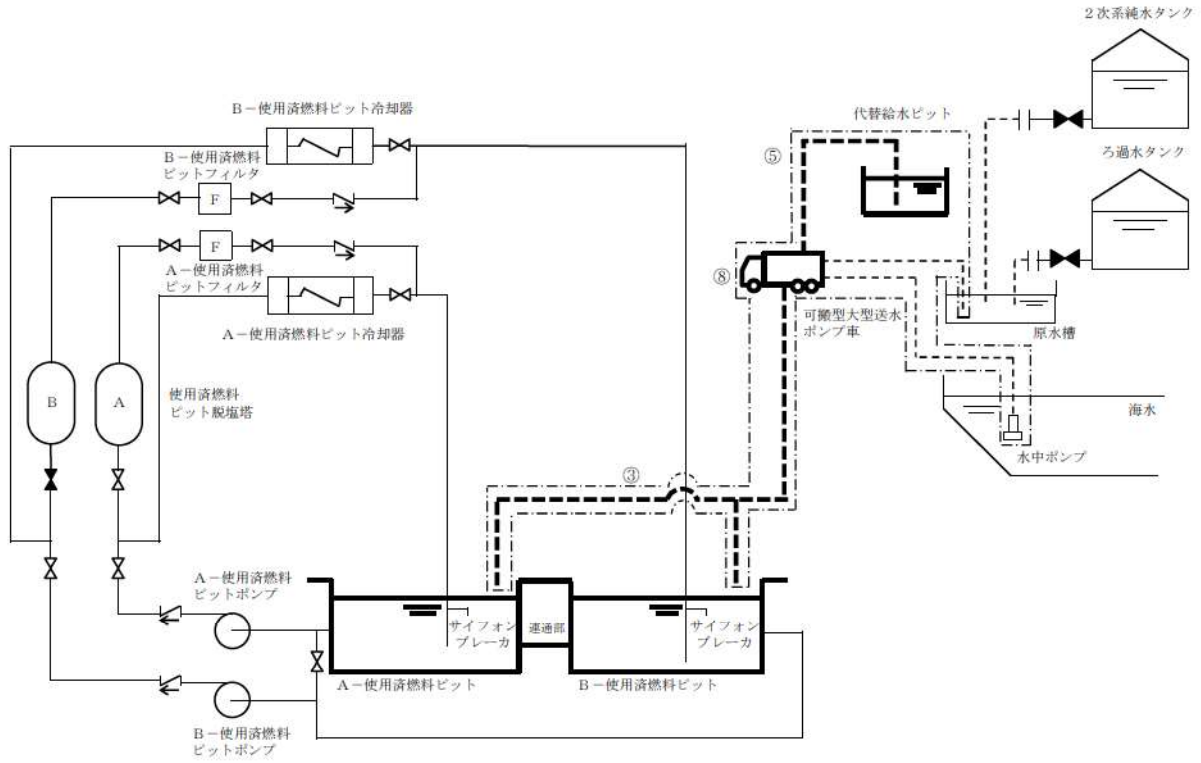 2次系純水タンク
B－使用済燃料ピット冷却器
代替給水ピット
⑤
B－使用済燃料
ピットフィルタ
ろ過水タンク
F
F
A－使用済燃料
ピットフィルタ
⑧
可搬型大型送水
ポンプ車
A－使用済燃料ピット冷却器
原水槽
B
A
使用済燃料
ピット脱塩塔
海水
水中ポンプ
③
A－使用済燃料
ピットポンプ
サイフォン
ブレーカ
連通部
サイフォン
ブレーカ
A－使用済燃料ピット
B－使用済燃料ピット
B－使用済燃料
ピットポンプ